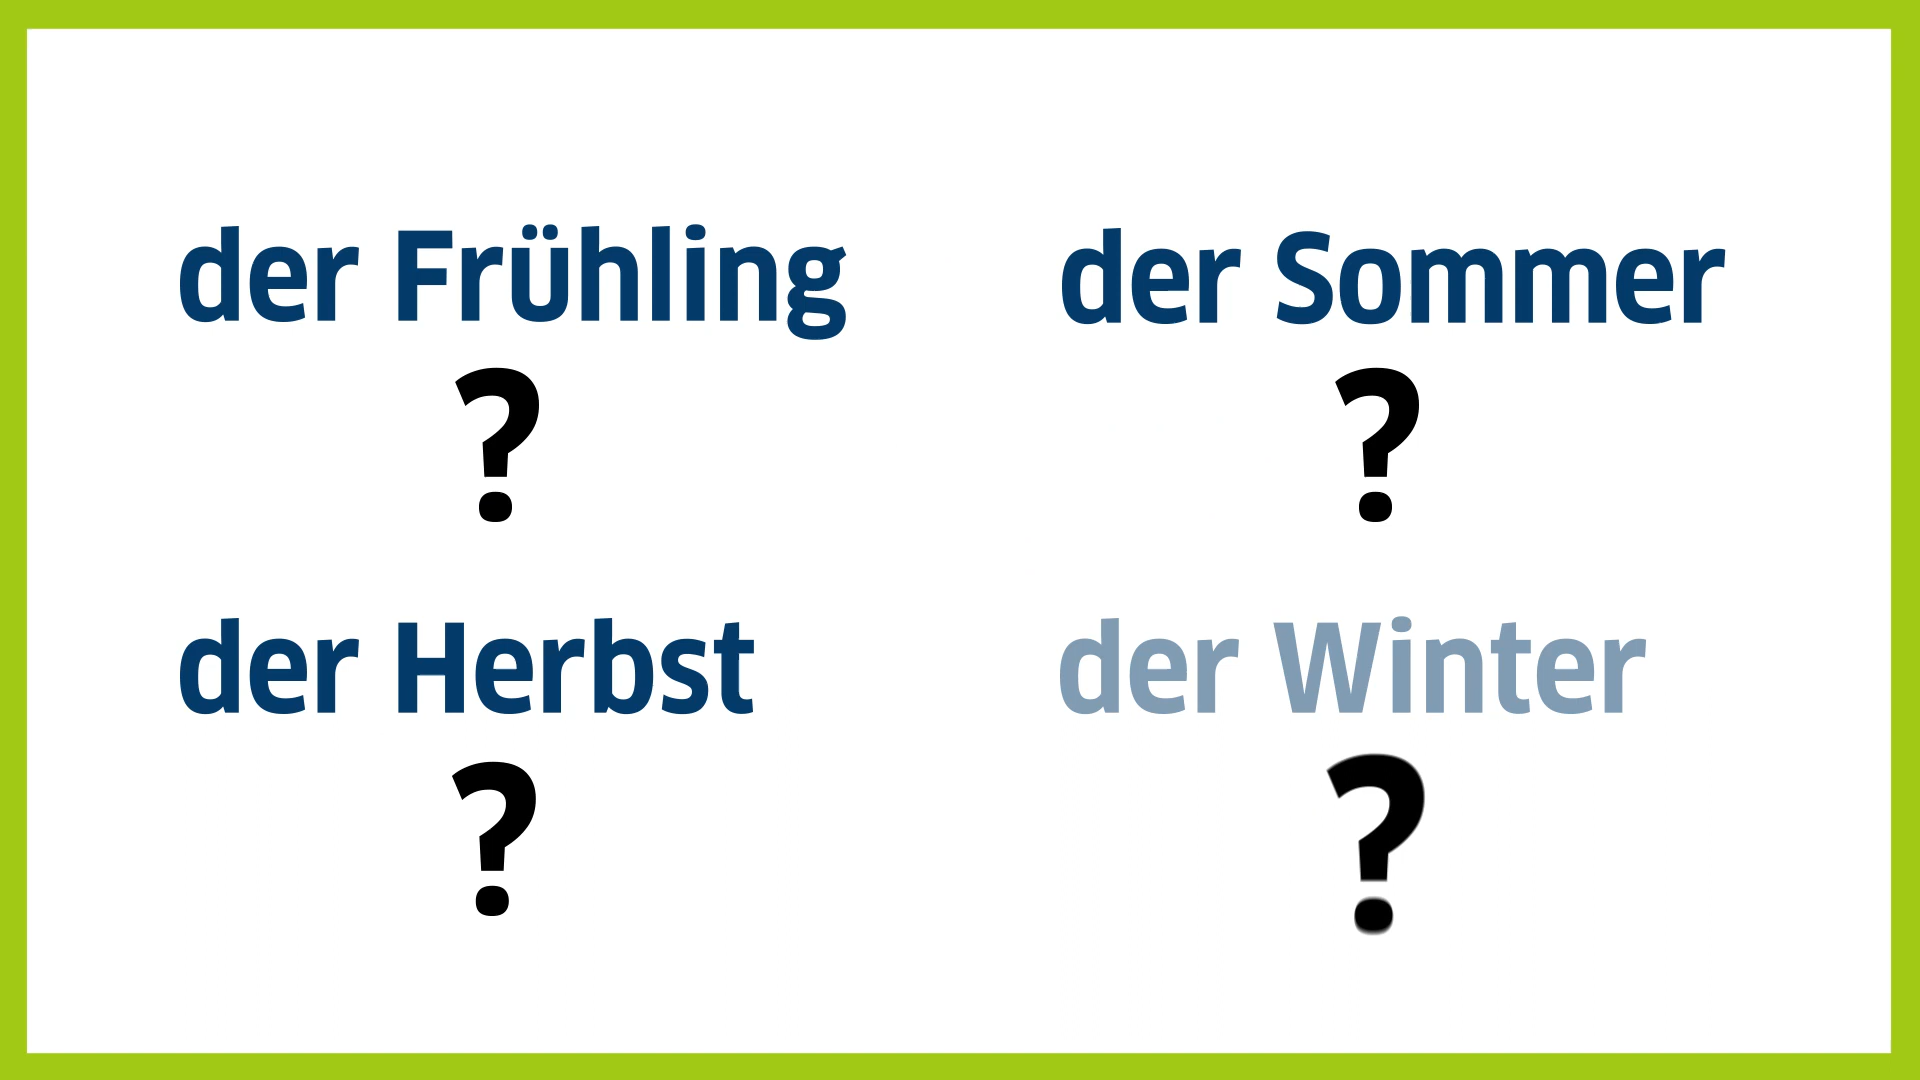 der Frühling
der Sommer
?
?
der Herbst
der Winter
?
?